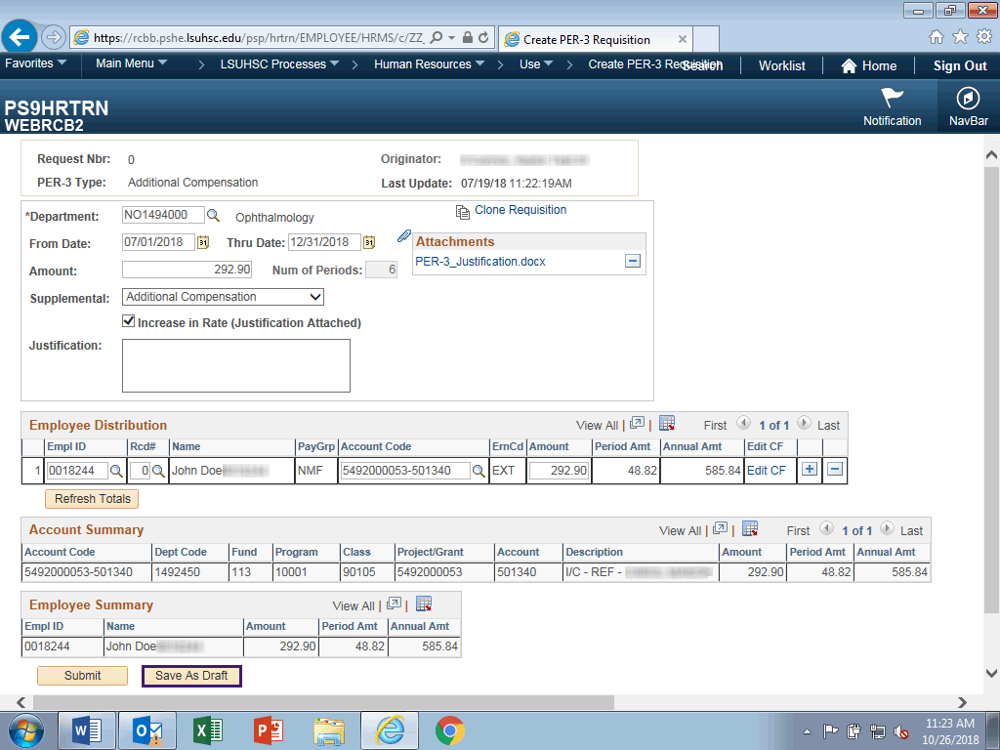 https://rcbb.pshe.lsuhsc.edu/psp/hrtrn/EMPLOYEE/HRMS/c/ZZ_
Create PER-3 Requisition
Favorites Main Menu > LSUHSC Processes > Human Resources > Use > Create PER-3 Requisition Search Worklist Home Sign Out
PS9HRTRN
WEBRCB2
Notification NavBar
Request Nbr: 0 Originator:
PER-3 Type: Additional Compensation Last Update: 07/19/18 11:22:19AM
*Department: NO1494000 Ophthalmology Clone Requisition
From Date: 07/01/2018 Thru Date: 12/31/2018 Attachments
Amount: 292.90 Num of Periods: 6 PER-3_Justification.docx
Supplemental: Additional Compensation
Increase in Rate (Justification Attached)
Justification:
Employee Distribution View All | | First 1 of 1 Last
Empl ID Rcd# Name PayGrp Account Code ErnCd Amount Period Amt Annual Amt Edit CF
1 0018244 0 John Doe NMF 5492000053-501340 EXT 292.90 48.82 585.84 Edit CF
Refresh Totals
Account Summary View All | | First 1 of 1 Last
Account Code Dept Code Fund Program Class Project/Grant Account Description Amount Period Amt Annual Amt
5492000053-501340 1492450 113 10001 90105 5492000053 501340 I/C - REF - 292.90 48.82 585.84
Employee Summary View All | |
Empl ID Name Amount Period Amt Annual Amt
0018244 John Doe 292.90 48.82 585.84
Submit Save As Draft
11:23 AM
10/26/2018